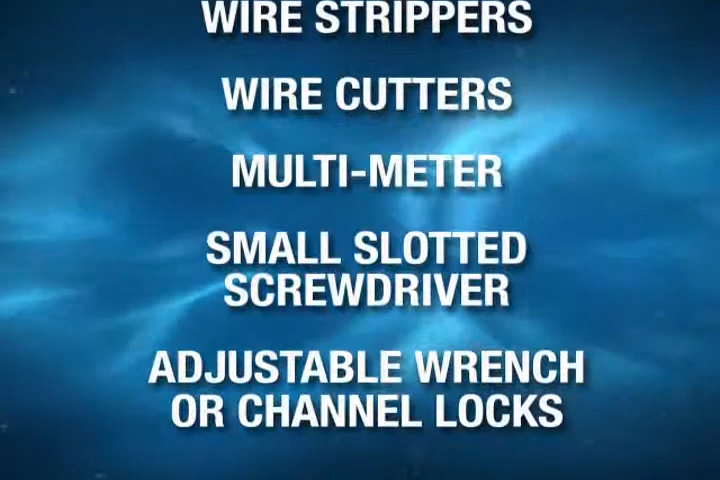 WIRE STRIPPERS
WIRE CUTTERS
MULTI-METER
SMALL SLOTTED
SCREWDRIVER
ADJUSTABLE WRENCH
OR CHANNEL LOCKS